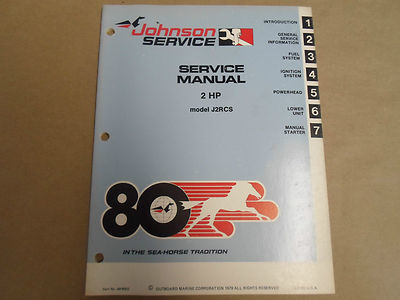 Johnson
SERVICE
SERVICE
MANUAL
2 HP
model J2RCS
INTRODUCTION 1
GENERAL
SERVICE
INFORMATION 2
FUEL
SYSTEM 3
IGNITION
SYSTEM 4
POWERHEAD 5
LOWER
UNIT 6
MANUAL
STARTER 7
80
IN THE SEA-HORSE TRADITION
© OUTBOARD MARINE CORPORATION 1979 ALL RIGHTS RESERVED